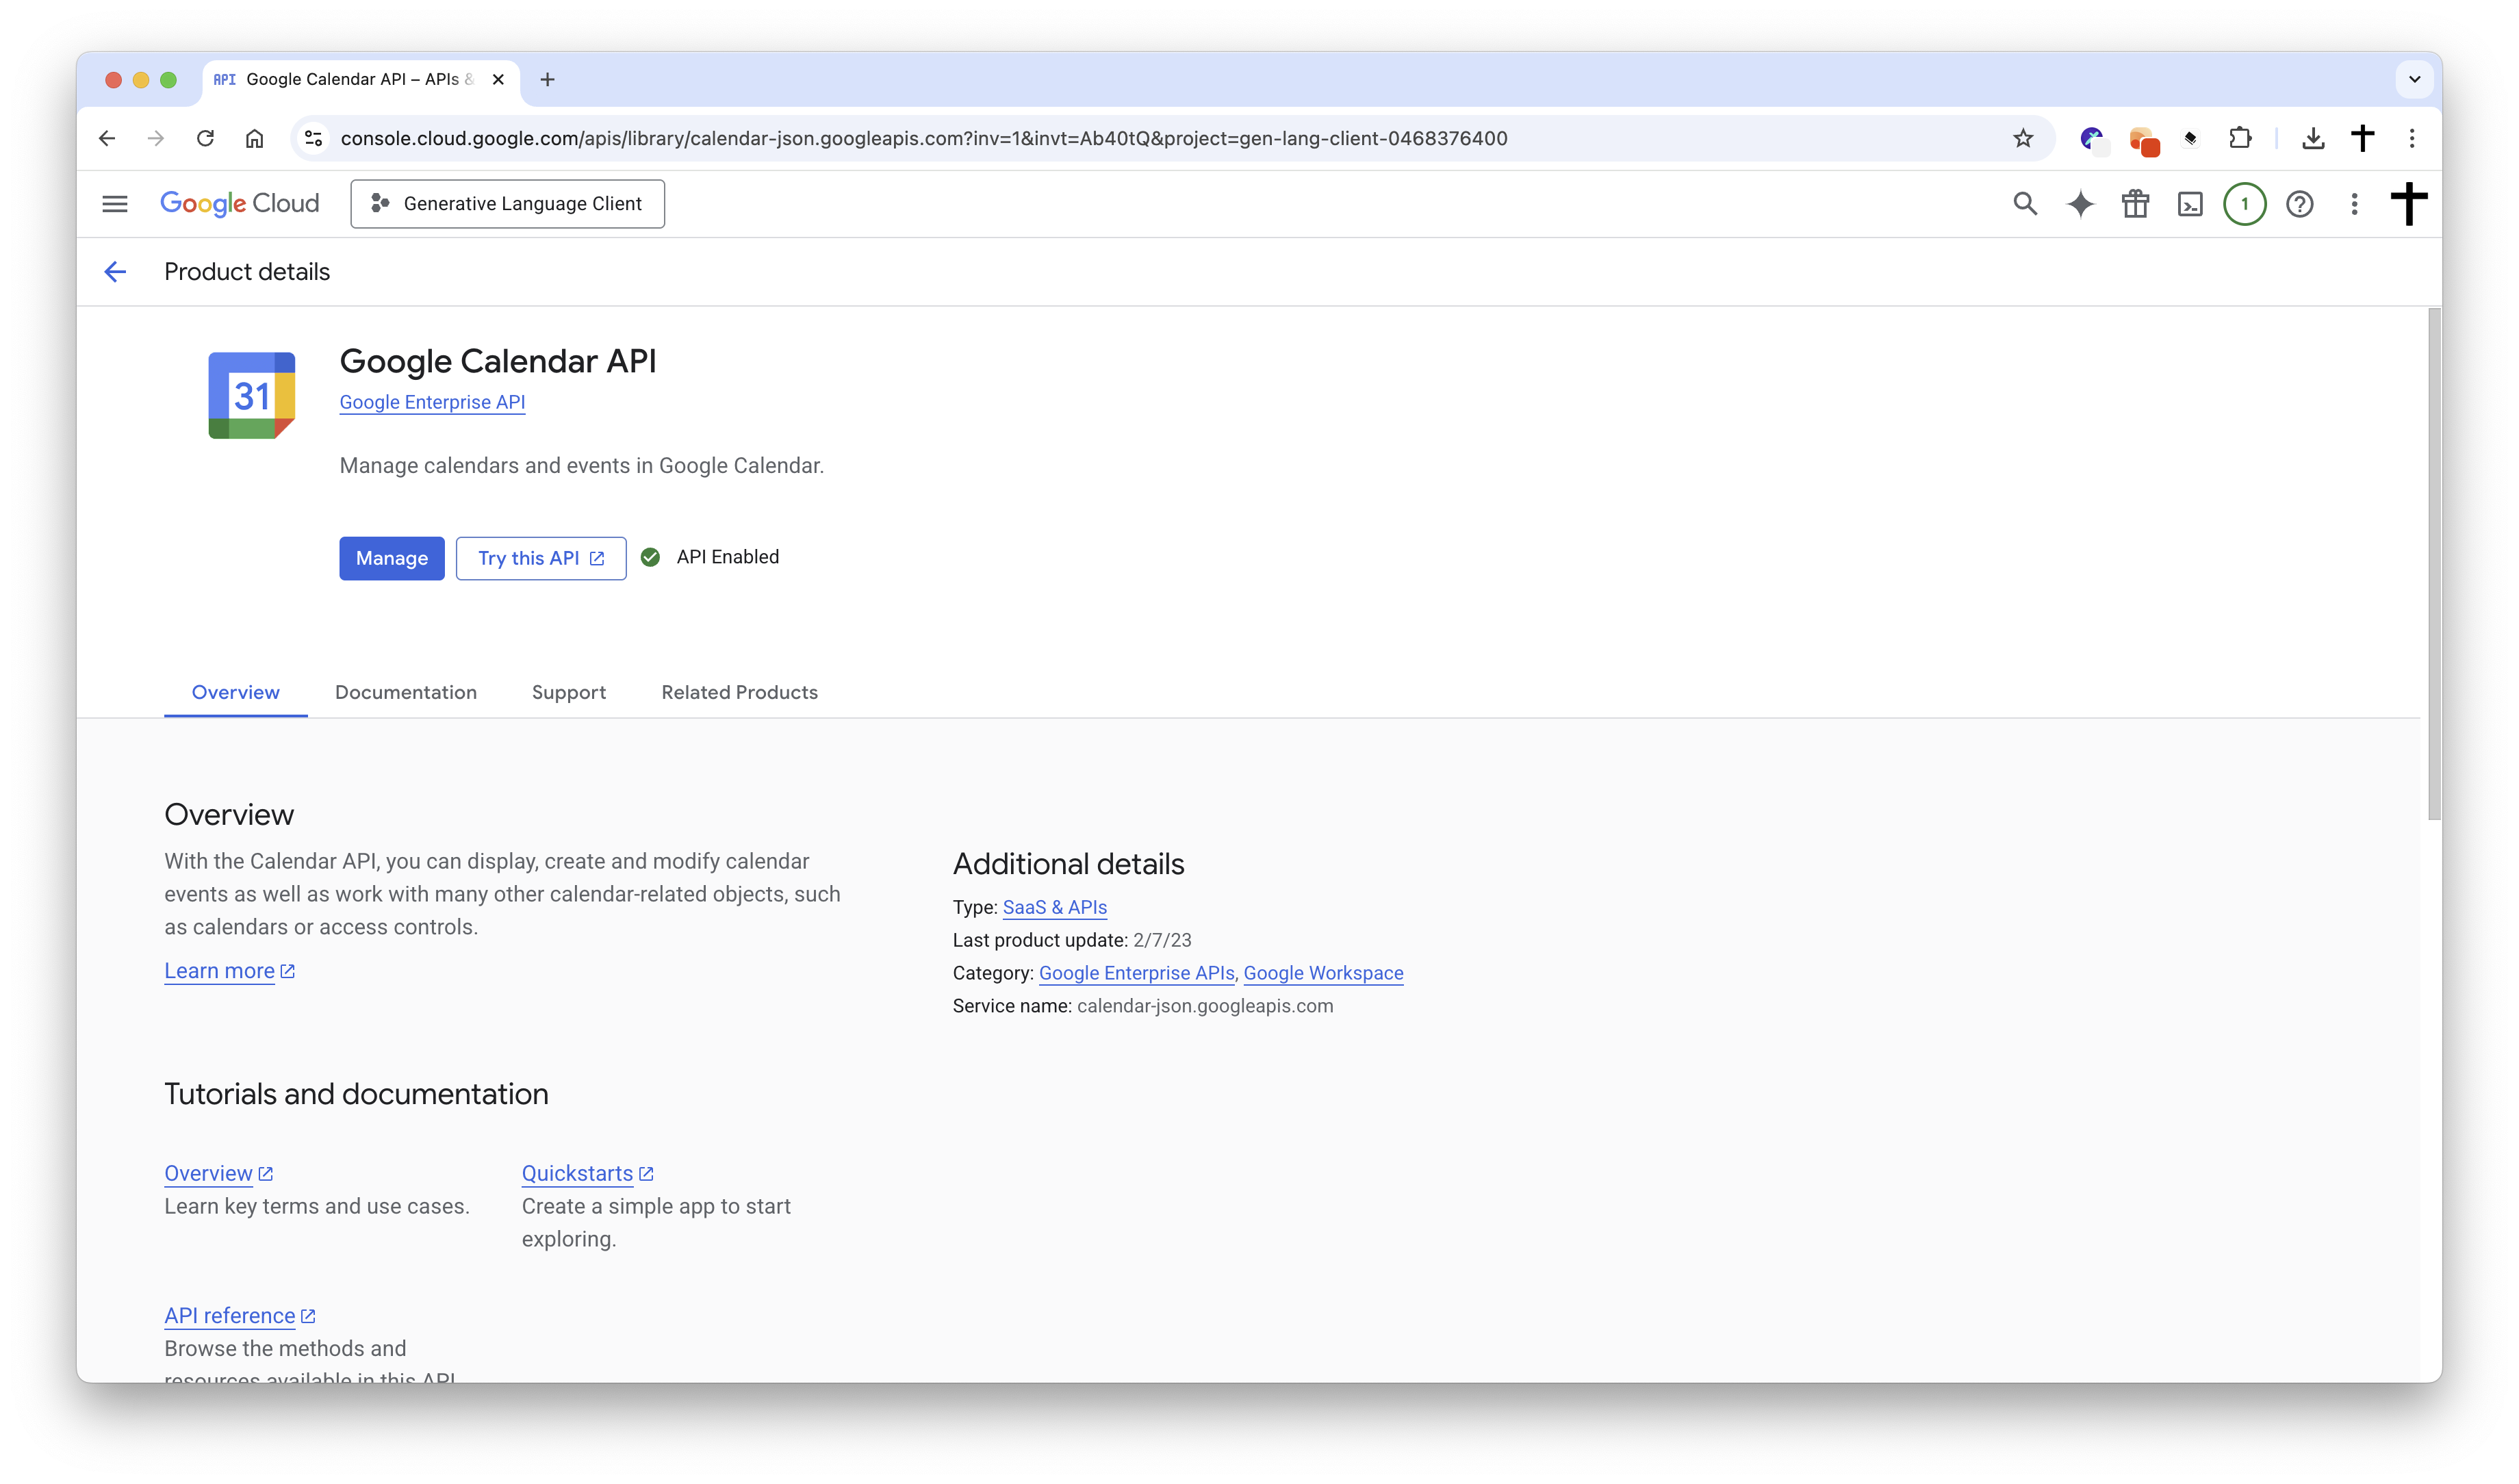 API Google Calendar API – APIs &
console.cloud.google.com/apis/library/calendar-json.googleapis.com?inv=1&invt=Ab40tQ&project=gen-lang-client-0468376400
Google Cloud Generative Language Client 1
Product details
31
Google Calendar API
Google Enterprise API
Manage calendars and events in Google Calendar.
Manage Try this API API Enabled
Overview Documentation Support Related Products
Overview
With the Calendar API, you can display, create and modify calendar
events as well as work with many other calendar-related objects, such
as calendars or access controls.
Learn more
Additional details
Type: SaaS & APIs
Last product update: 2/7/23
Category: Google Enterprise APIs, Google Workspace
Service name: calendar-json.googleapis.com
Tutorials and documentation
Overview
Learn key terms and use cases.
Quickstarts
Create a simple app to start
exploring.
API reference
Browse the methods and
resources available in this API